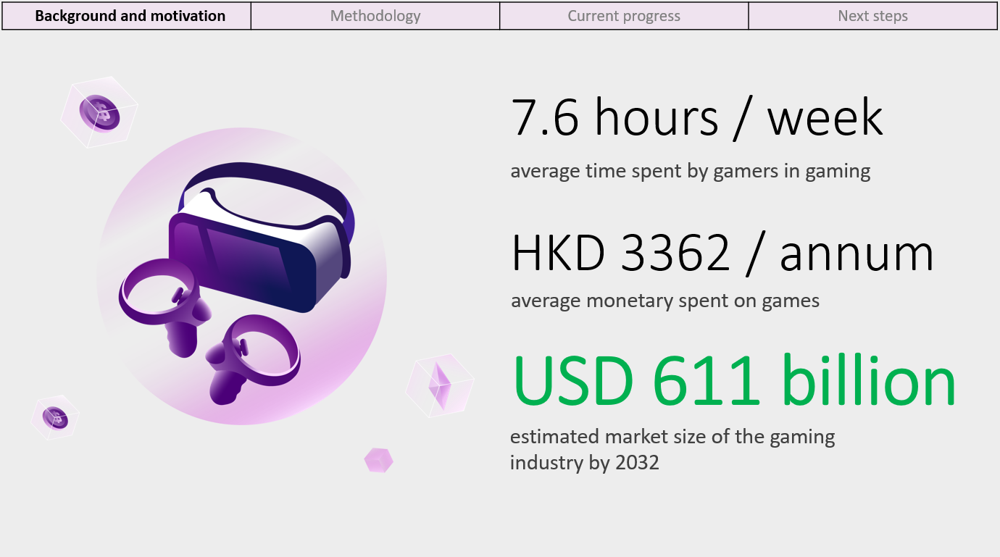 Background and motivation
Methodology
Current progress
Next steps
7.6 hours / week
average time spent by gamers in gaming
HKD 3362 / annum
average monetary spent on games
USD 611 billion
estimated market size of the gaming
industry by 2032